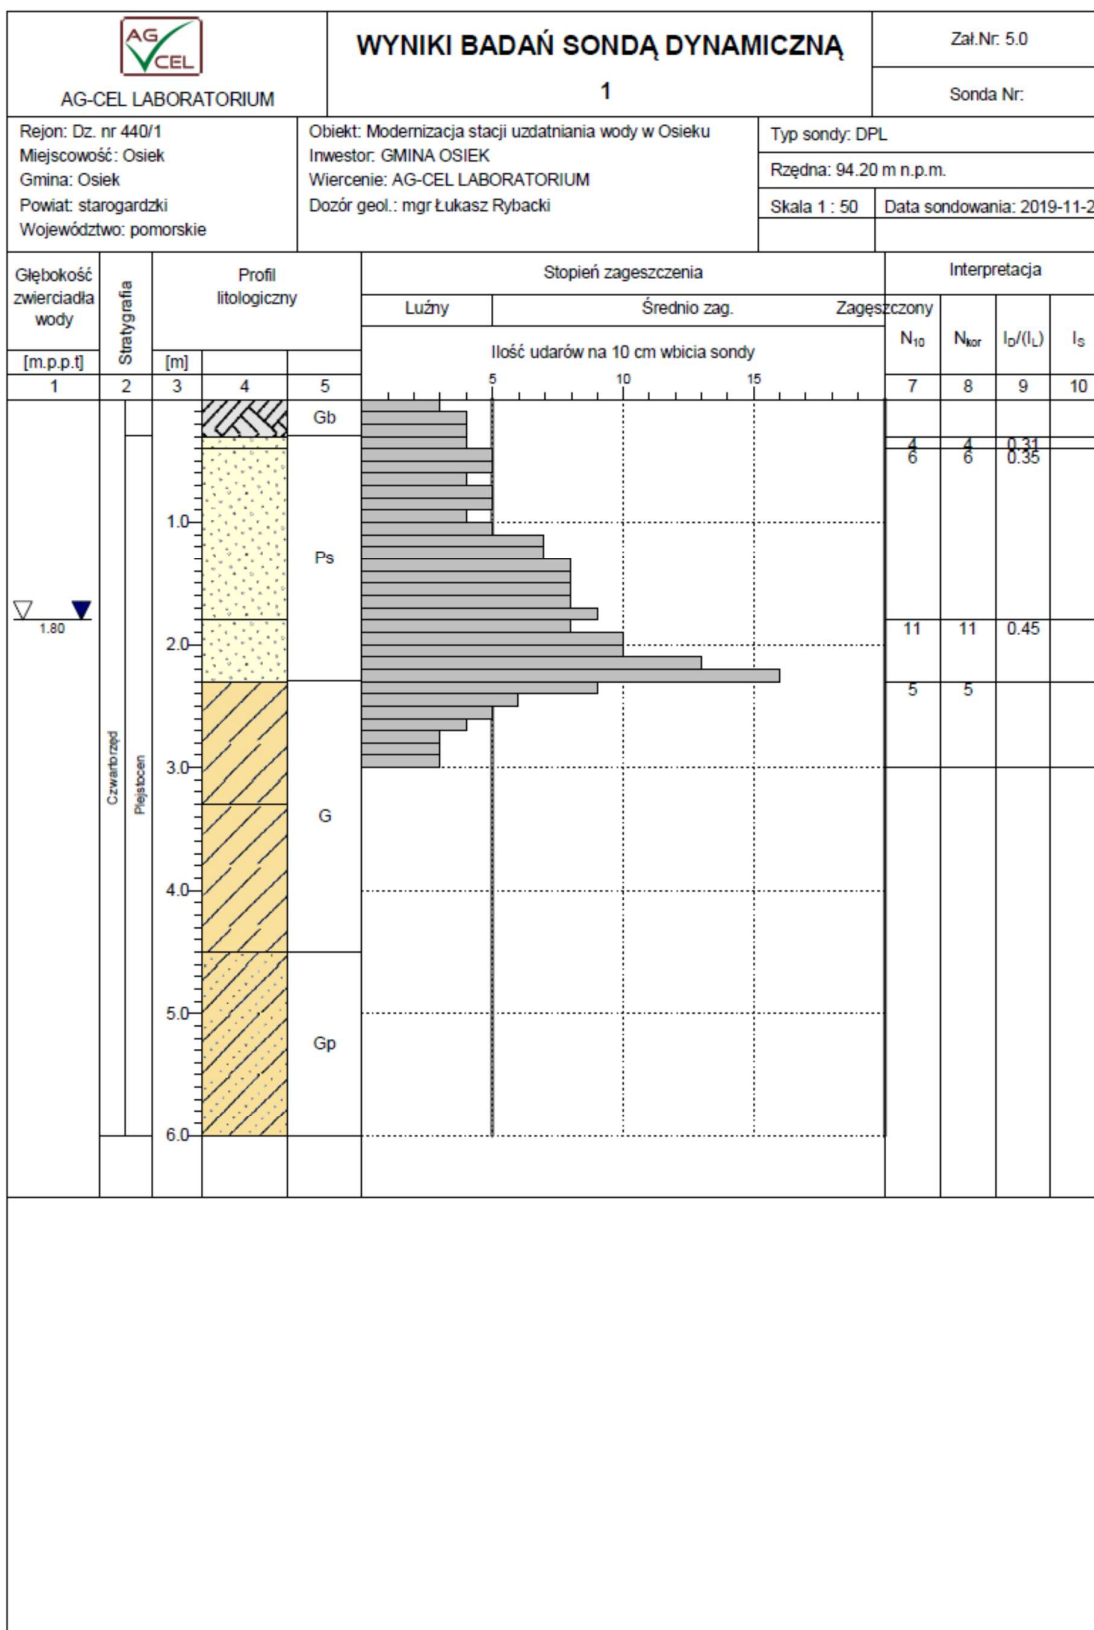 AG
CEL
AG-CEL LABORATORIUM
WYNIKI BADAŃ SONDĄ DYNAMICZNĄ
1
Zał.Nr: 5.0
Sonda Nr:
Rejon: Dz. nr 440/1
Miejscowość: Osiek
Gmina: Osiek
Powiat: starogardzki
Województwo: pomorskie
Obiekt: Modernizacja stacji uzdatniania wody w Osieku
Inwestor: GMINA OSIEK
Wiercenie: AG-CEL LABORATORIUM
Dozór geol.: mgr Łukasz Rybacki
Typ sondy: DPL
Rzędna: 94.20 m n.p.m.
Skala 1 : 50
Data sondowania: 2019-11-2
Głębokość
zwierciadła
wody
[m.p.p.t]
Stratygrafia
Profil
litologiczny
[m]
Stopień zagęszczenia
Luźny
Średnio zag.
Zagęszczony
Ilość udarów na 10 cm wbicia sondy
5 10 15
Interpretacja
N10 Nkor ID/(IL) IS
1 2 3 4 5 7 8 9 10
Gb
4 4 0.31
6 6 0.35
1.0
Ps
1.80
11 11 0.45
2.0
5 5
Czwartorzęd
Plejstocen
3.0
G
4.0
5.0
Gp
6.0